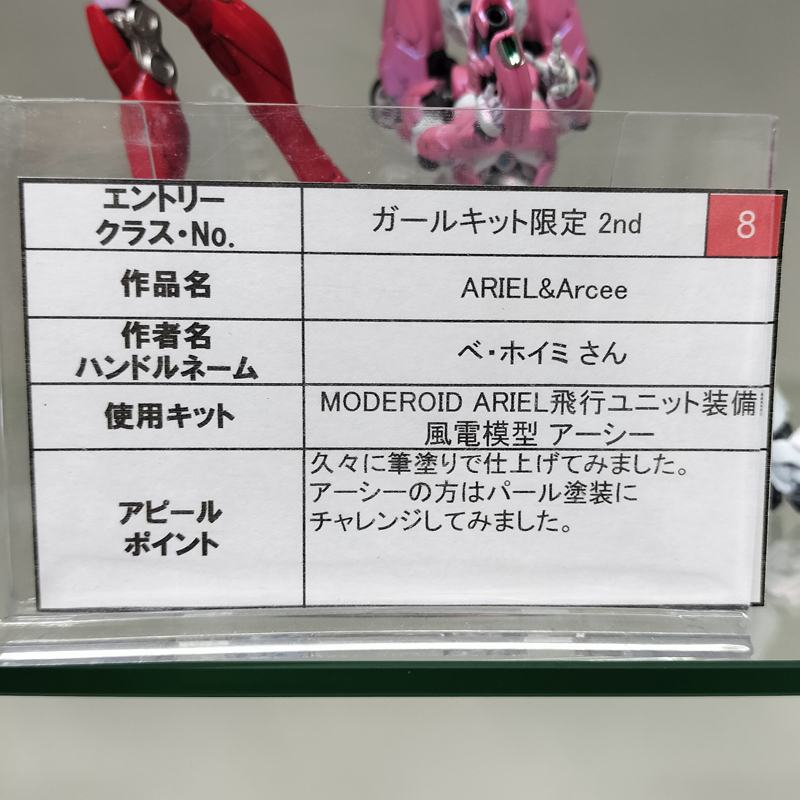 エントリー
クラス・No.
ガールキット限定 2nd
8
作品名
ARIEL&Arcee
作者名
ハンドルネーム
ベ・ホイミ さん
使用キット
MODEROID ARIEL飛行ユニット装備
風電模型 アーシー
アピール
ポイント
久々に筆塗りで仕上げてみました。
アーシーの方はパール塗装に
チャレンジしてみました。